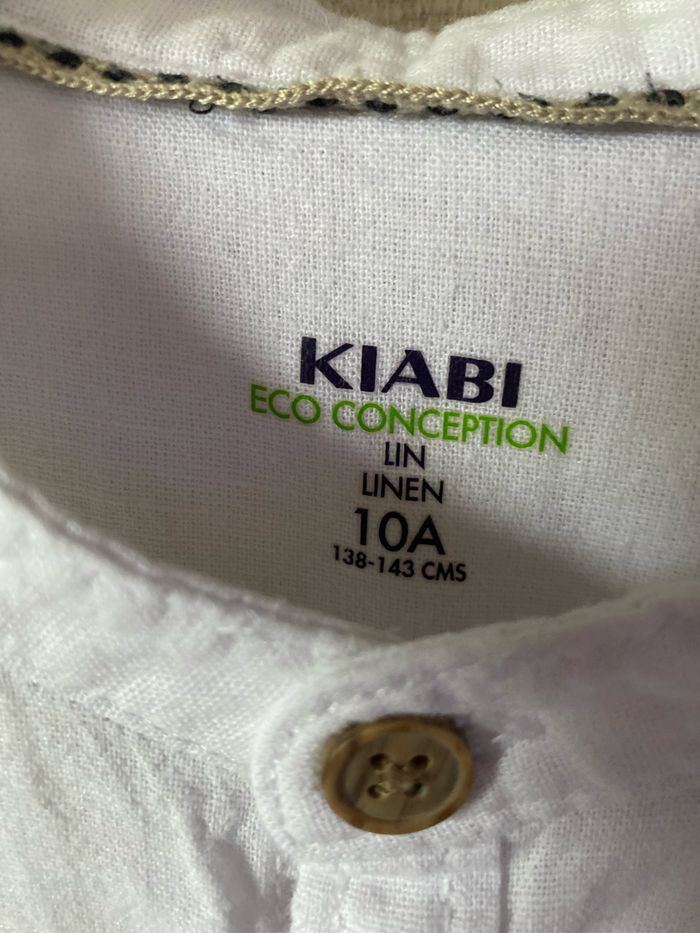 KIABI
ECO CONCEPTION
LIN
LINEN
10A
138-143 CMS